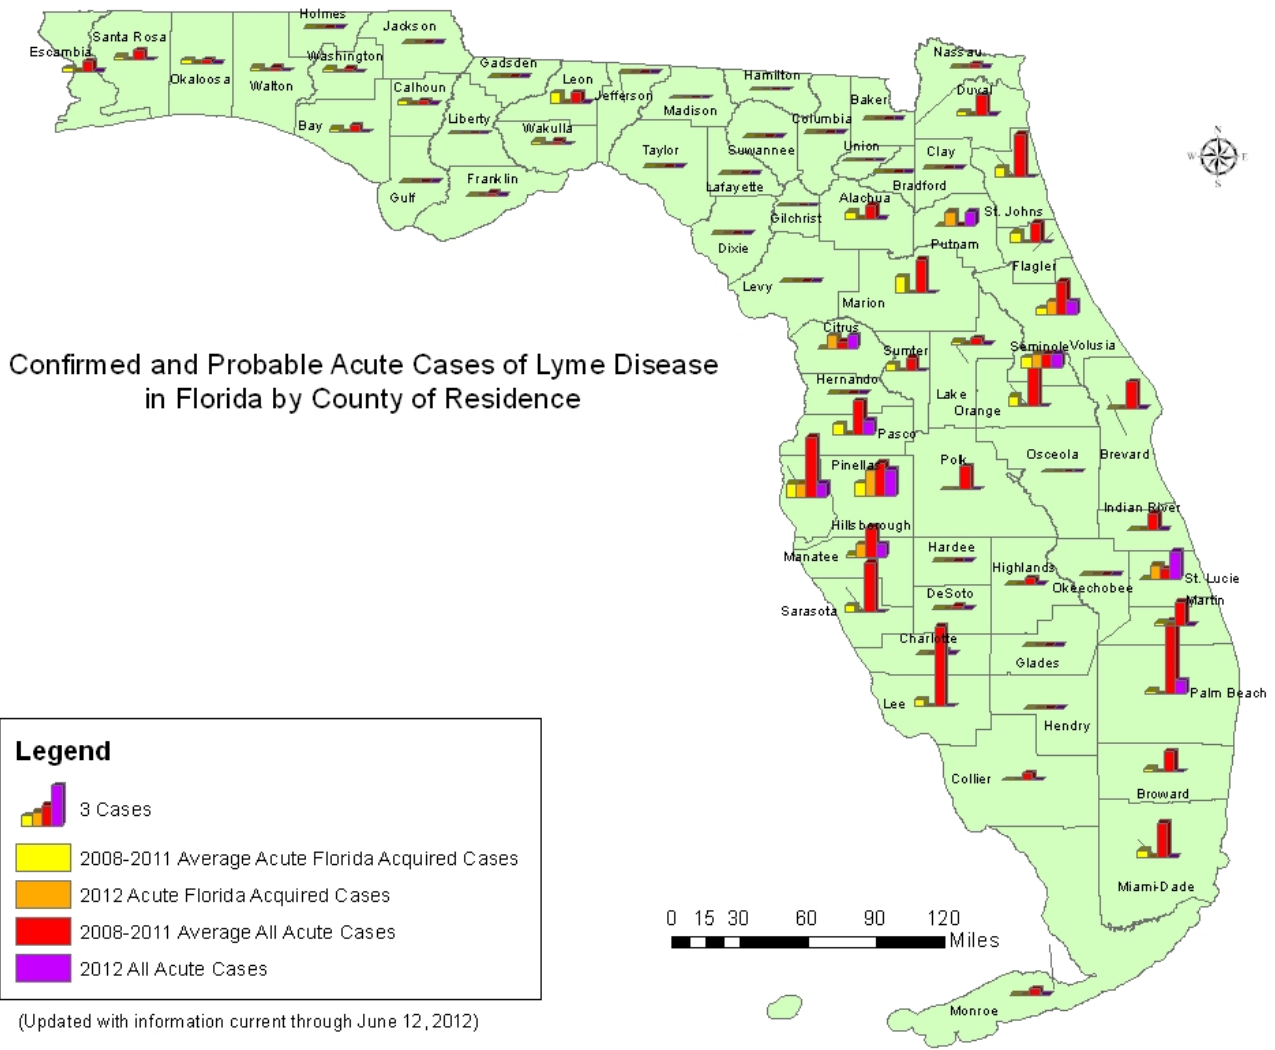 Holmes
Jackson
Escambia
Santa Rosa
Okaloosa
Walton
Washington
Bay
Calhoun
Gulf
Liberty
Gadsden
Franklin
Leon
Wakulla
Jefferson
Madison
Taylor
Hamilton
Suwannee
Lafayette
Dixie
Columbia
Gilchrist
Levy
Baker
Union
Bradford
Alachua
Nassau
Duval
Clay
St. Johns
Putnam
Flagler
Marion
N
W
E
S
Confirmed and Probable Acute Cases of Lyme Disease
in Florida by County of Residence
Citrus
Sumter
Hernando
Lake
Seminole
Volusia
Orange
Pasco
Pinellas
Polk
Osceola
Brevard
Hillsborough
Indian River
Manatee
Hardee
Highlands
Okeechobee
St. Lucie
DeSoto
Martin
Sarasota
Charlotte
Glades
Lee
Hendry
Palm Beach
Collier
Broward
Miami-Dade
Monroe
Legend
3 Cases
2008-2011 Average Acute Florida Acquired Cases
2012 Acute Florida Acquired Cases
2008-2011 Average All Acute Cases
2012 All Acute Cases
0 15 30 60 90 120
Miles
(Updated with information current through June 12, 2012)